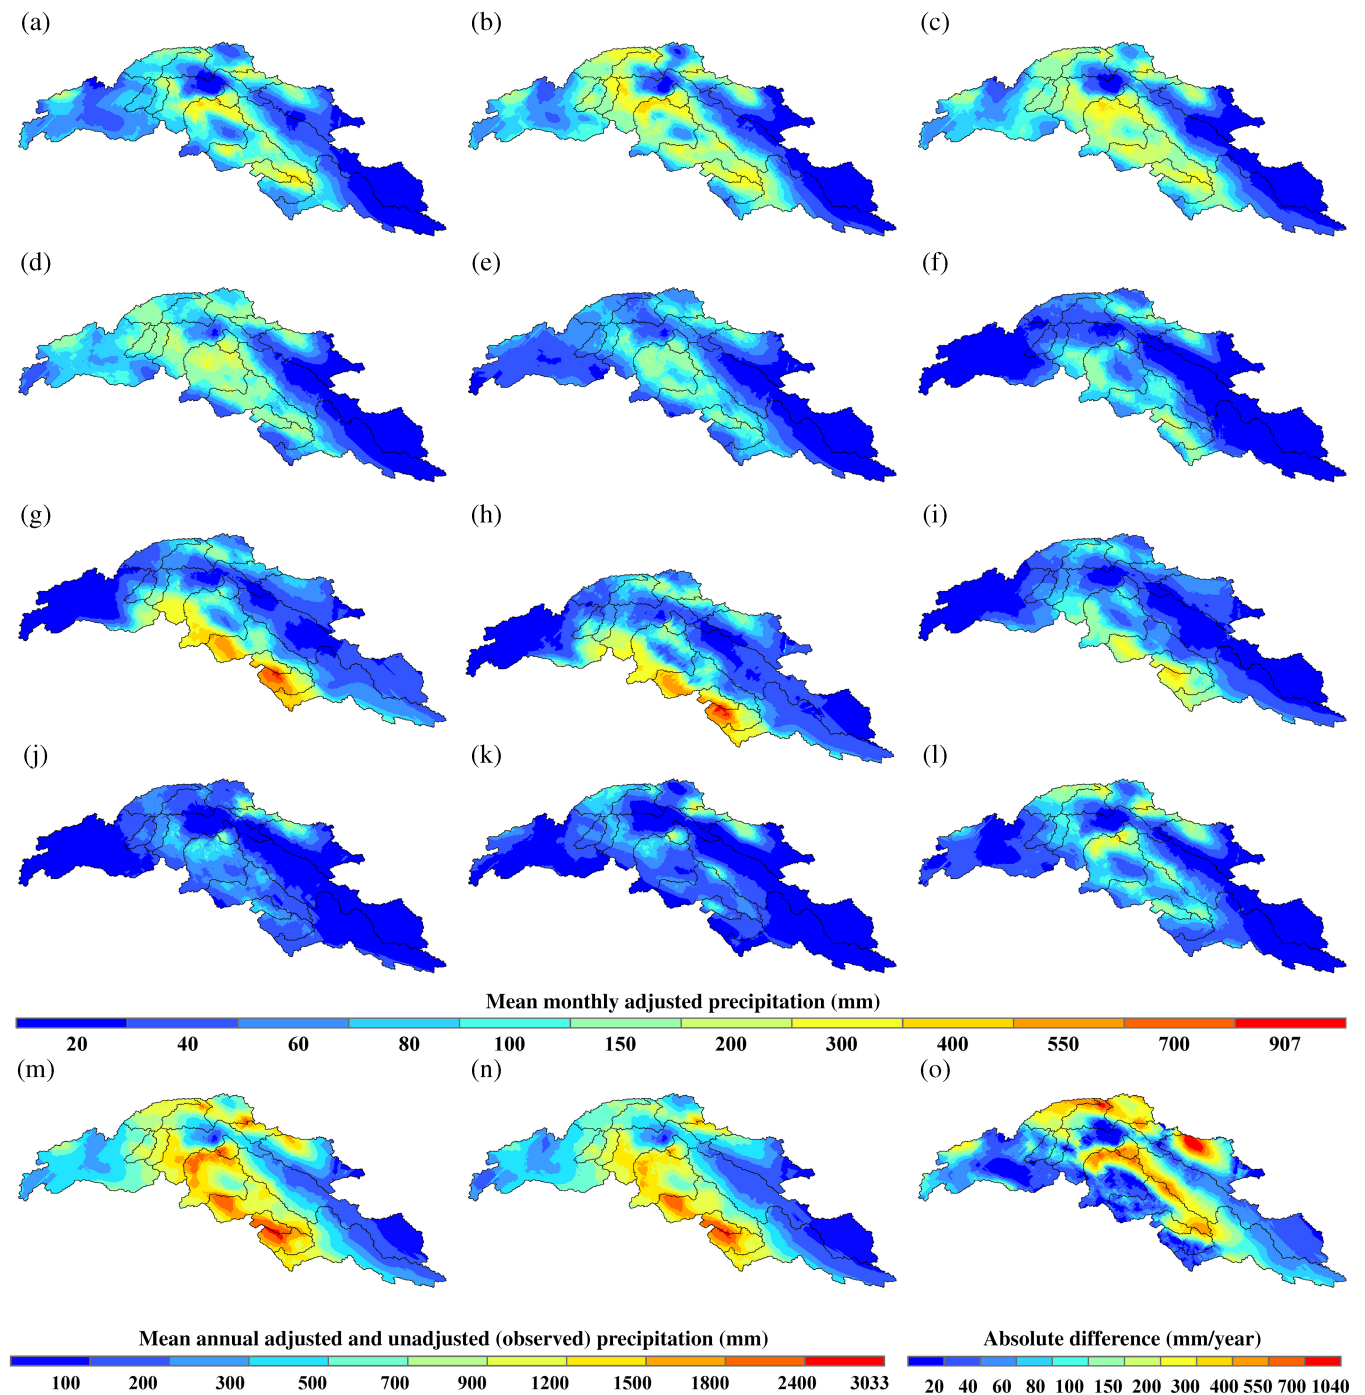 (a) (b) (c)
(d) (e) (f)
(g) (h) (i)
(j) (k) (l)
Mean monthly adjusted precipitation (mm)
20 40 60 80 100 150 200 300 400 550 700 907
(m) (n) (o)
Mean annual adjusted and unadjusted (observed) precipitation (mm) Absolute difference (mm/year)
100 200 300 500 700 900 1200 1500 1800 2400 3033 20 40 60 80 100 150 200 300 400 550 700 1040